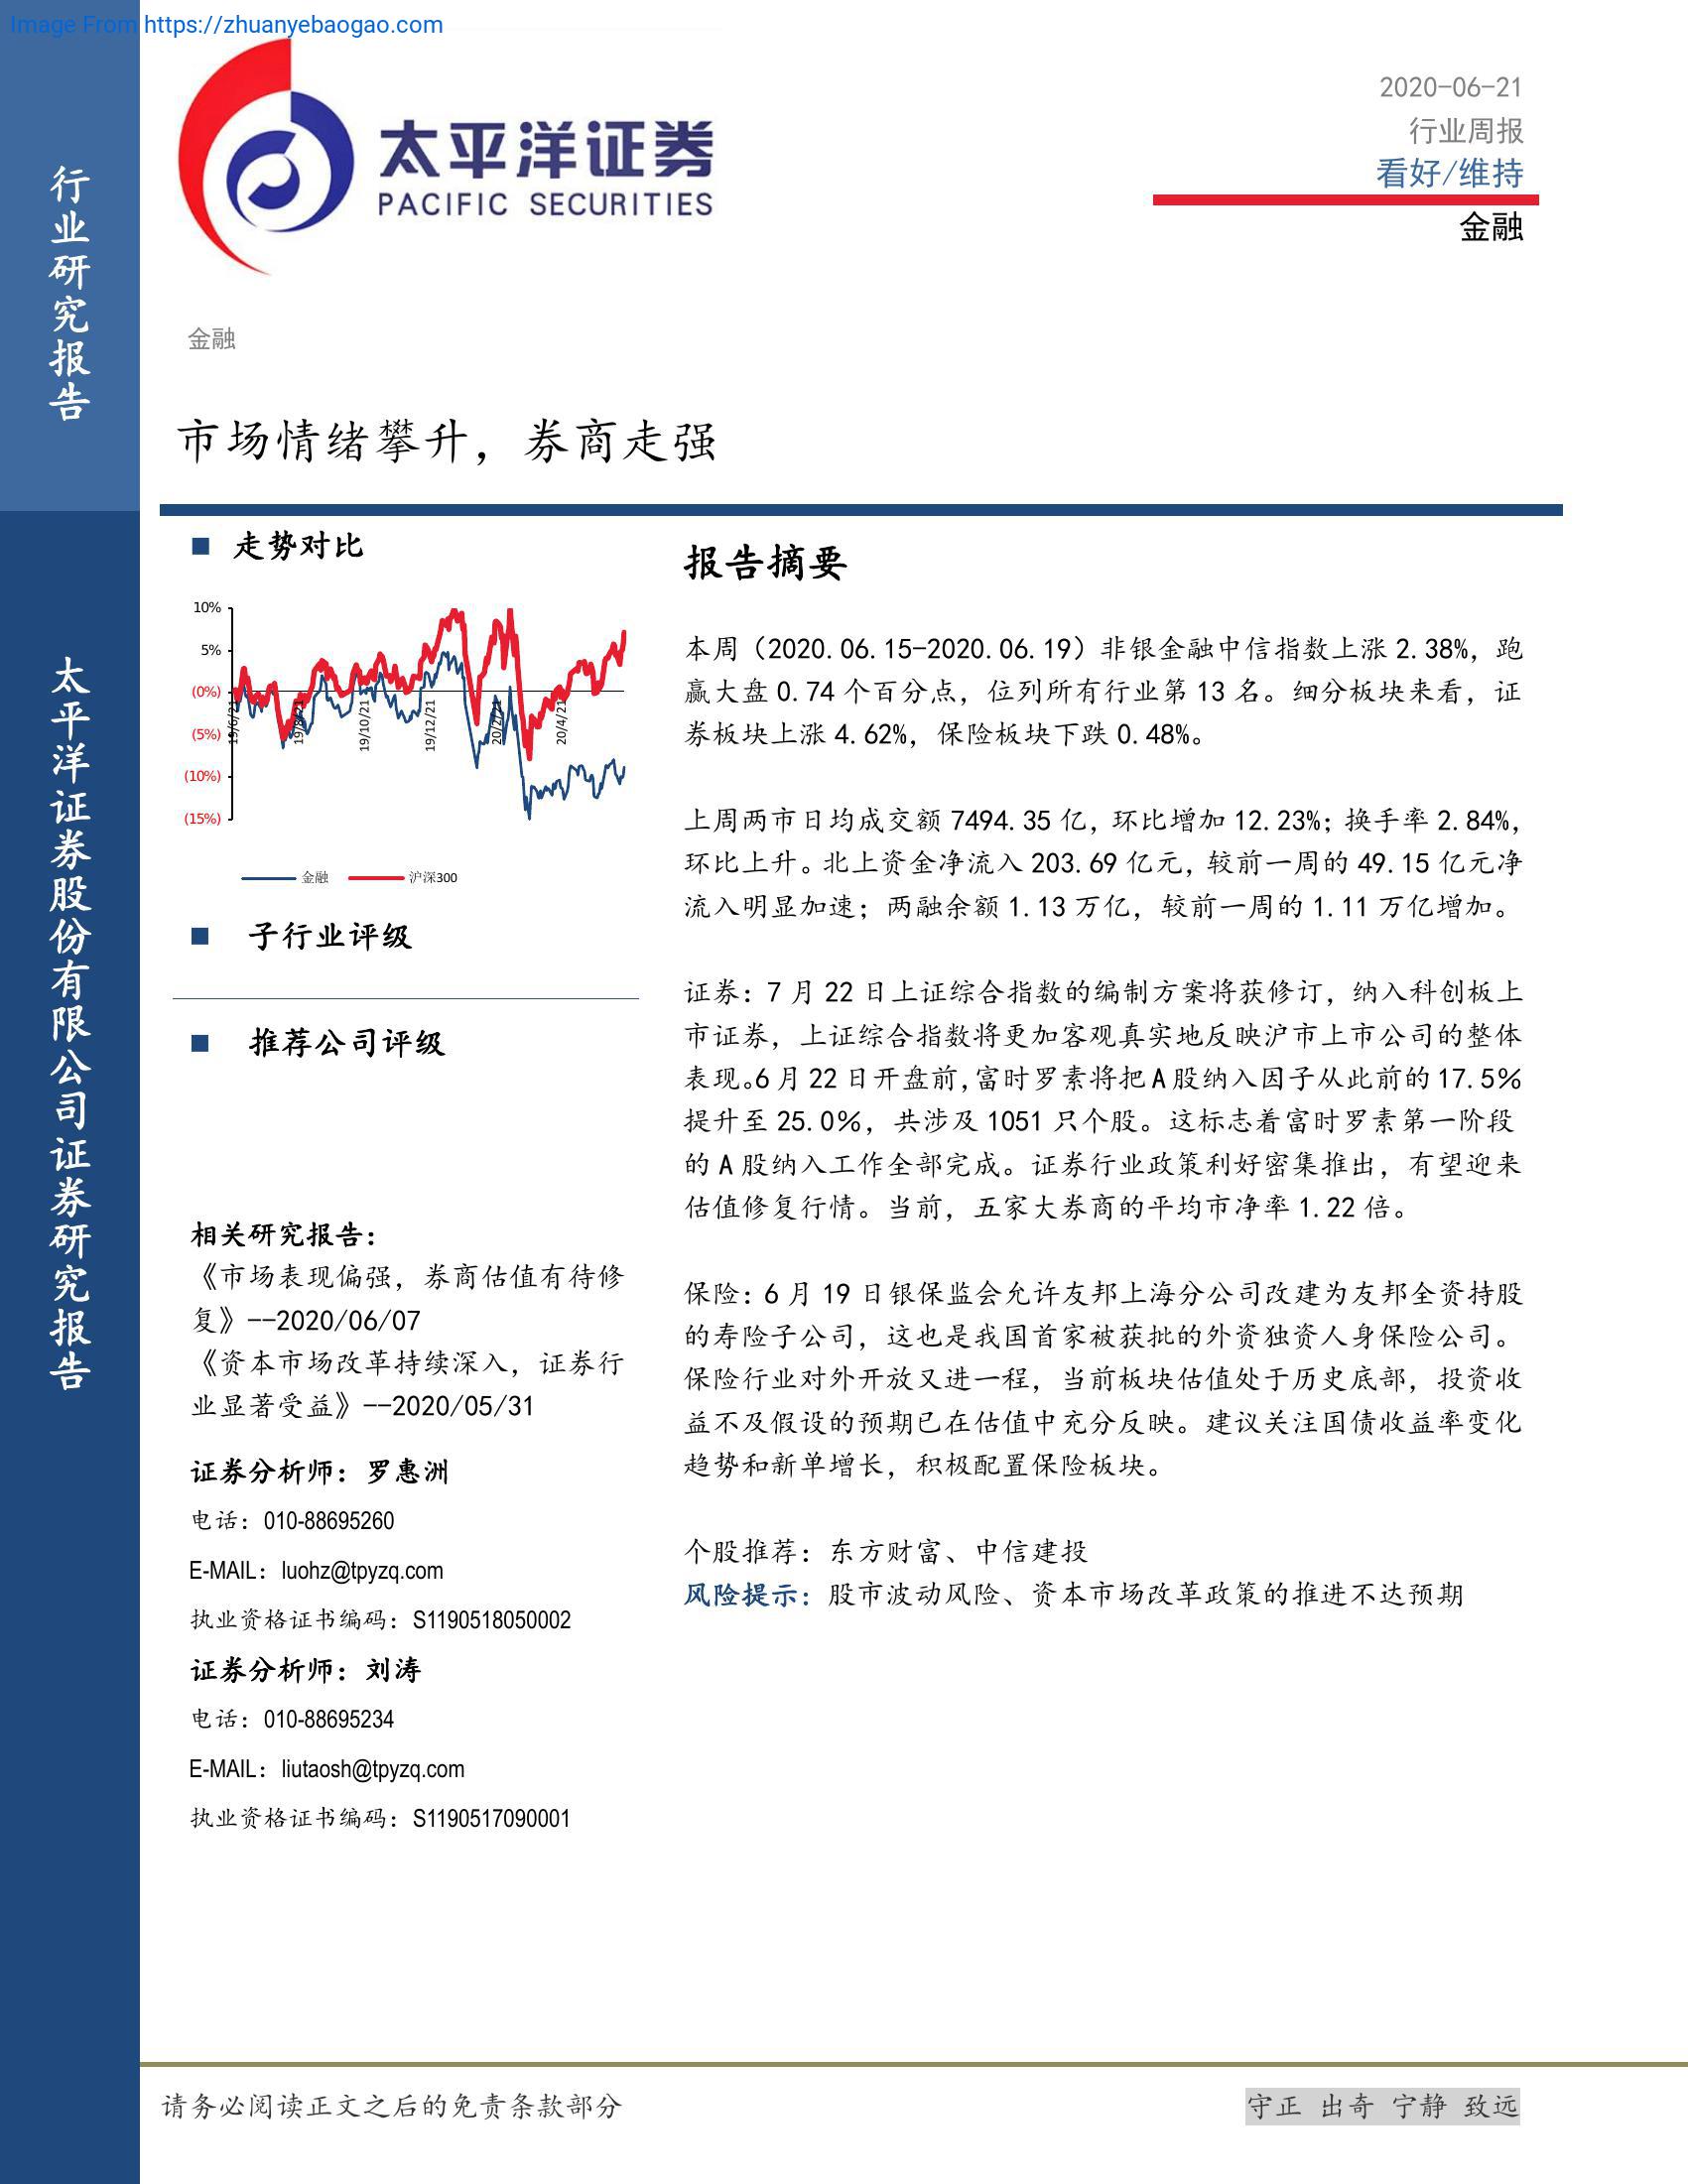 Image From https://zhuanyebaogao.com
行业研究报告
太平洋证券股份有限公司证券研究报告
太平洋证券
PACIFIC SECURITIES
2020-06-21
行业周报
看好/维持
金融
金融
市场情绪攀升，券商走强
走势对比
10%
5%
(0%)
(5%)
(10%)
(15%)
19/6/21
19/8/21
19/10/21
19/12/21
20/2/21
20/4/21
金融
沪深300
子行业评级
推荐公司评级
相关研究报告：
《市场表现偏强，券商估值有待修
复》--2020/06/07
《资本市场改革持续深入，证券行
业显著受益》--2020/05/31
证券分析师：罗惠洲
电话：010-88695260
E-MAIL：luohz@tpyzq.com
执业资格证书编码：S1190518050002
证券分析师：刘涛
电话：010-88695234
E-MAIL：liutaosh@tpyzq.com
执业资格证书编码：S1190517090001
报告摘要
本周（2020.06.15-2020.06.19）非银金融中信指数上涨 2.38%，跑
赢大盘 0.74 个百分点，位列所有行业第 13 名。细分板块来看，证
券板块上涨 4.62%，保险板块下跌 0.48%。
上周两市日均成交额 7494.35 亿，环比增加 12.23%；换手率 2.84%，
环比上升。北上资金净流入 203.69 亿元，较前一周的 49.15 亿元净
流入明显加速；两融余额 1.13 万亿，较前一周的 1.11 万亿增加。
证券：7 月 22 日上证综合指数的编制方案将获修订，纳入科创板上
市证券，上证综合指数将更加客观真实地反映沪市上市公司的整体
表现。6 月 22 日开盘前，富时罗素将把 A 股纳入因子从此前的 17.5%
提升至 25.0%，共涉及 1051 只个股。这标志着富时罗素第一阶段
的 A 股纳入工作全部完成。证券行业政策利好密集推出，有望迎来
估值修复行情。当前，五家大券商的平均市净率 1.22 倍。
保险：6 月 19 日银保监会允许友邦上海分公司改建为友邦全资持股
的寿险子公司，这也是我国首家被获批的外资独资人身保险公司。
保险行业对外开放又进一程，当前板块估值处于历史底部，投资收
益不及假设的预期已在估值中充分反映。建议关注国债收益率变化
趋势和新单增长，积极配置保险板块。
个股推荐：东方财富、中信建投
风险提示：股市波动风险、资本市场改革政策的推进不达预期
请务必阅读正文之后的免责条款部分
守正 出奇 宁静 致远